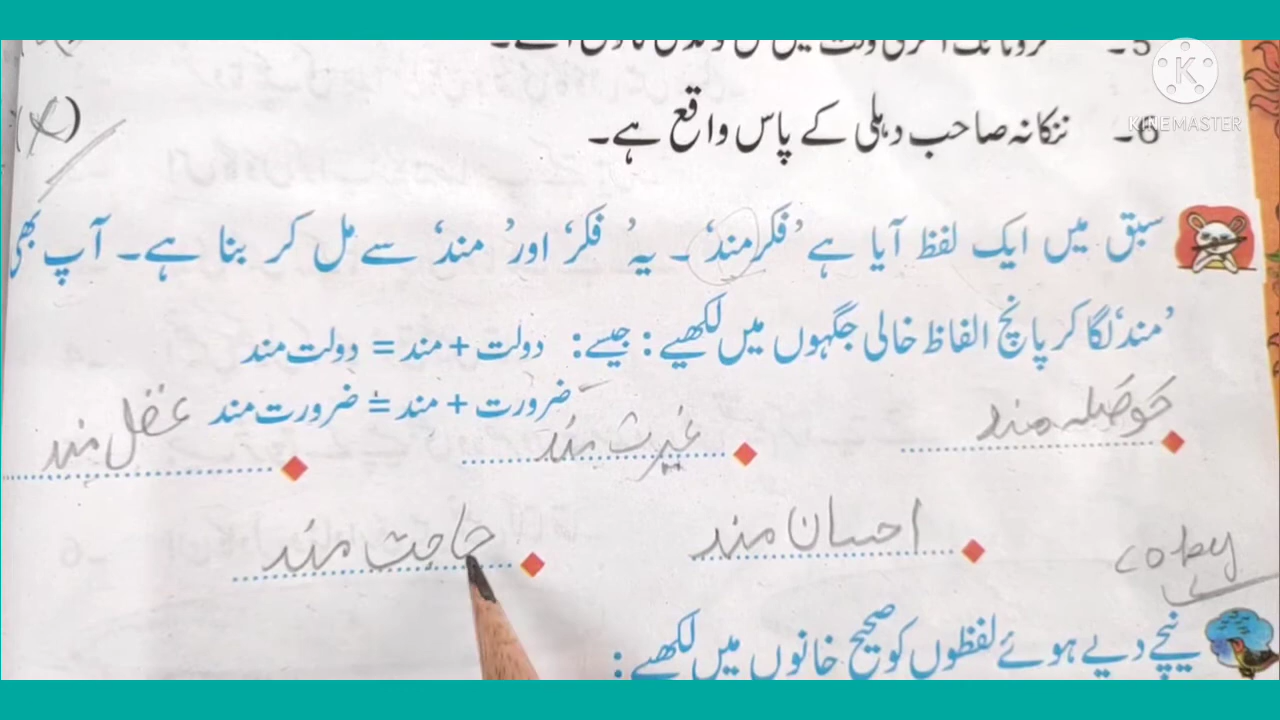 5۔
KINEMASTER
6۔ ننکانہ صاحب دہلی کے پاس واقع ہے۔ (x)
سبق میں ایک لفظ آیا ہے 'فکرمند'۔ یہ 'فکر' اور 'مند' سے مل کر بنا ہے۔ آپ بھی
'مند' لگا کر پانچ الفاظ خالی جگہوں میں لکھیے : جیسے : دولت + مند = دولت مند
ضرورت + مند = ضرورت مند
حوصلہ مند غیرت مند عقل مند
احسان مند حاجت مند
copy
نیچے دیے ہوئے لفظوں کو صحیح خانوں میں لکھیے :